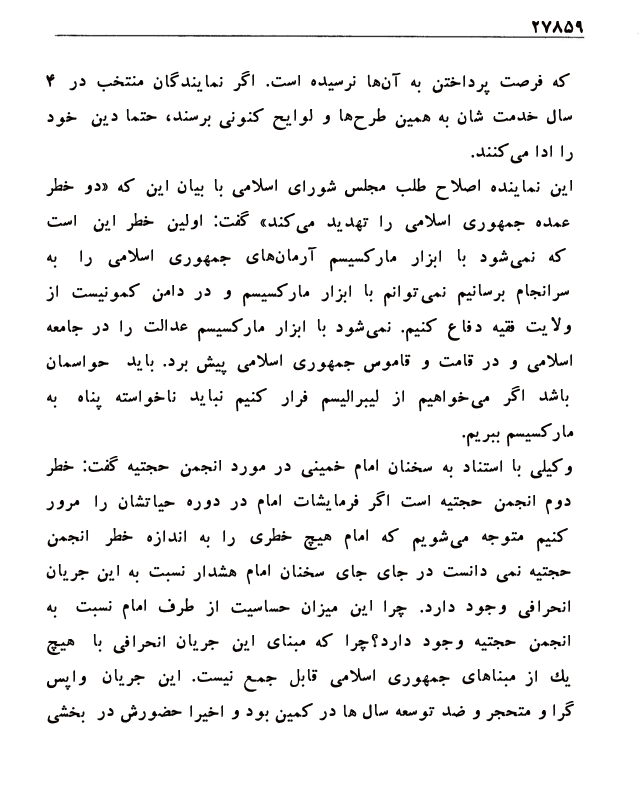 ۲۷۸۵۹
که فرصت پرداختن به آن‌ها نرسیده است. اگر نمایندگان منتخب در ۴
سال خدمت شان به همین طرح‌ها و لوایح کنونی برسند، حتما دین خود
را ادا می‌کنند.
این نماینده اصلاح طلب مجلس شورای اسلامی با بیان این که «دو خطر
عمده جمهوری اسلامی را تهدید می‌کند» گفت: اولین خطر این است
که نمی‌شود با ابزار مارکسیسم آرمان‌های جمهوری اسلامی را به
سرانجام برسانیم نمی‌توانم با ابزار مارکسیسم و در دامن کمونیست از
ولایت فقیه دفاع کنیم. نمی‌شود با ابزار مارکسیسم عدالت را در جامعه
اسلامی و در قامت و قاموس جمهوری اسلامی پیش برد. باید حواسمان
باشد اگر می‌خواهیم از لیبرالیسم فرار کنیم نباید ناخواسته پناه به
مارکسیسم ببریم.
وکیلی با استناد به سخنان امام خمینی در مورد انجمن حجتیه گفت: خطر
دوم انجمن حجتیه است اگر فرمایشات امام در دوره حیاتشان را مرور
کنیم متوجه می‌شویم که امام هیچ خطری را به اندازه خطر انجمن
حجتیه نمی دانست در جای جای سخنان امام هشدار نسبت به این جریان
انحرافی وجود دارد. چرا این میزان حساسیت از طرف امام نسبت به
انجمن حجتیه وجود دارد؟چرا که مبنای این جریان انحرافی با هیچ
یك از مبناهای جمهوری اسلامی قابل جمع نیست. این جریان واپس
گرا و متحجر و ضد توسعه سال ها در کمین بود و اخیرا حضورش در بخشی